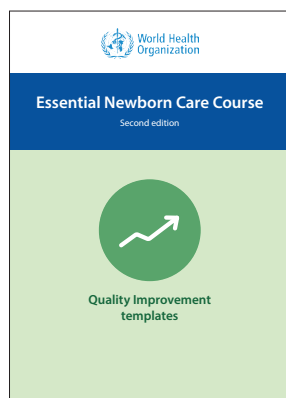 World Health
Organization
Essential Newborn Care Course
Second edition
Quality Improvement
templates